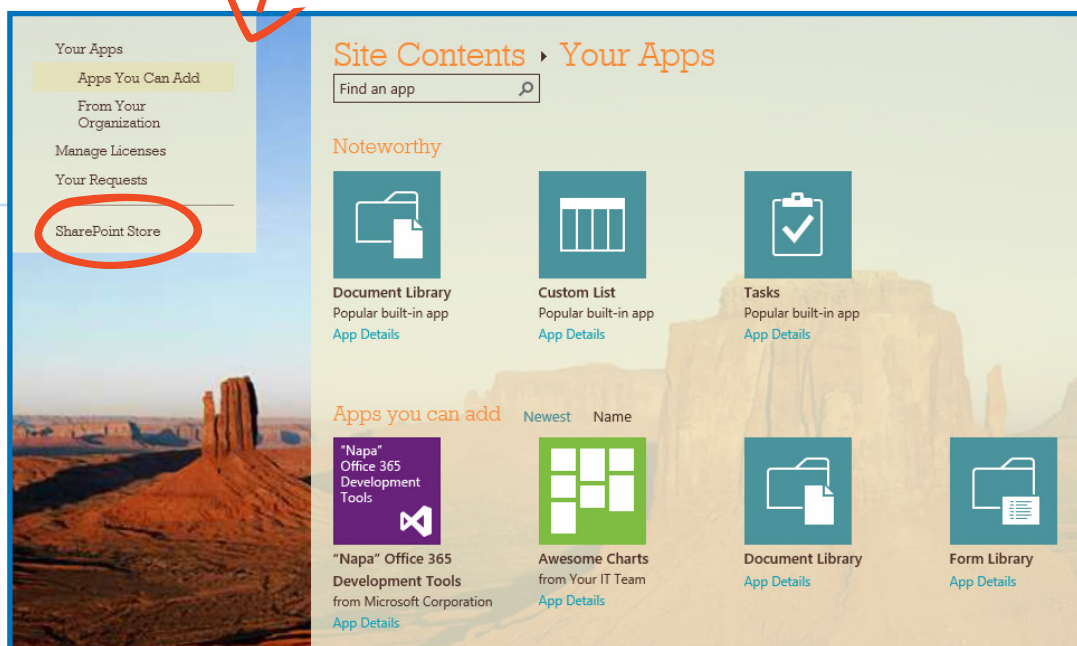 Your Apps
Apps You Can Add
From Your
Organization
Manage Licenses
Your Requests
SharePoint Store
Site Contents ▸ Your Apps
Find an app
Noteworthy
Document Library
Popular built-in app
App Details
Custom List
Popular built-in app
App Details
Tasks
Popular built-in app
App Details
Apps you can add Newest Name
"Napa"
Office 365
Development
Tools
"Napa" Office 365
Development Tools
from Microsoft Corporation
App Details
Awesome Charts
from Your IT Team
App Details
Document Library
App Details
Form Library
App Details